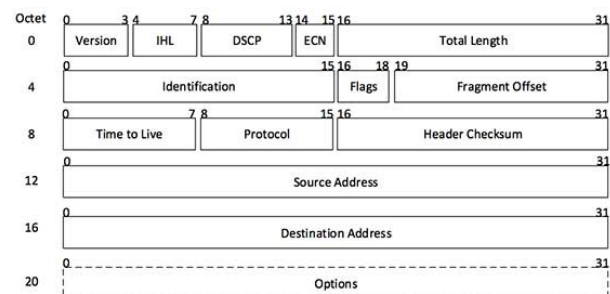 Octet 0 3 4 7 8 13 14 15 16 31
0 Version IHL DSCP ECN Total Length
0 15 16 18 19 31
4 Identification Flags Fragment Offset
0 7 8 15 16 31
8 Time to Live Protocol Header Checksum
0 31
12 Source Address
0 31
16 Destination Address
0 31
20 Options